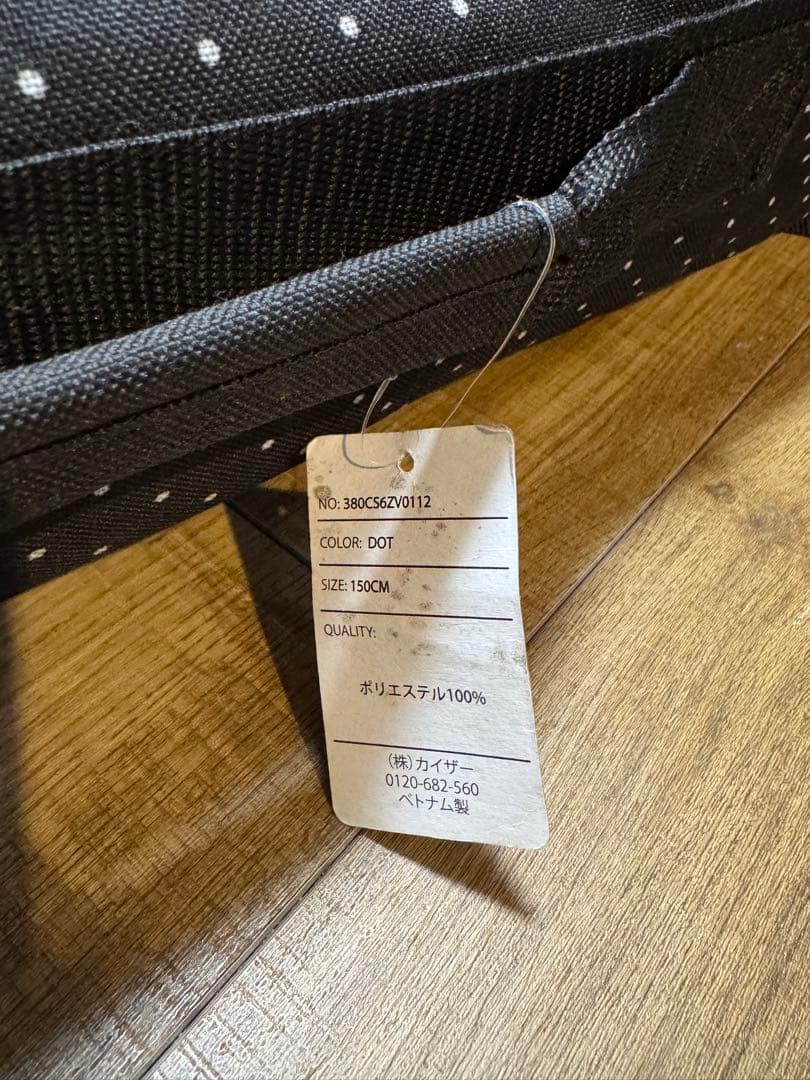 NO: 380CS6ZV0112
COLOR: DOT
SIZE: 150CM
QUALITY:
ポリエステル100%
(株)カイザー
0120-682-560
ベトナム製